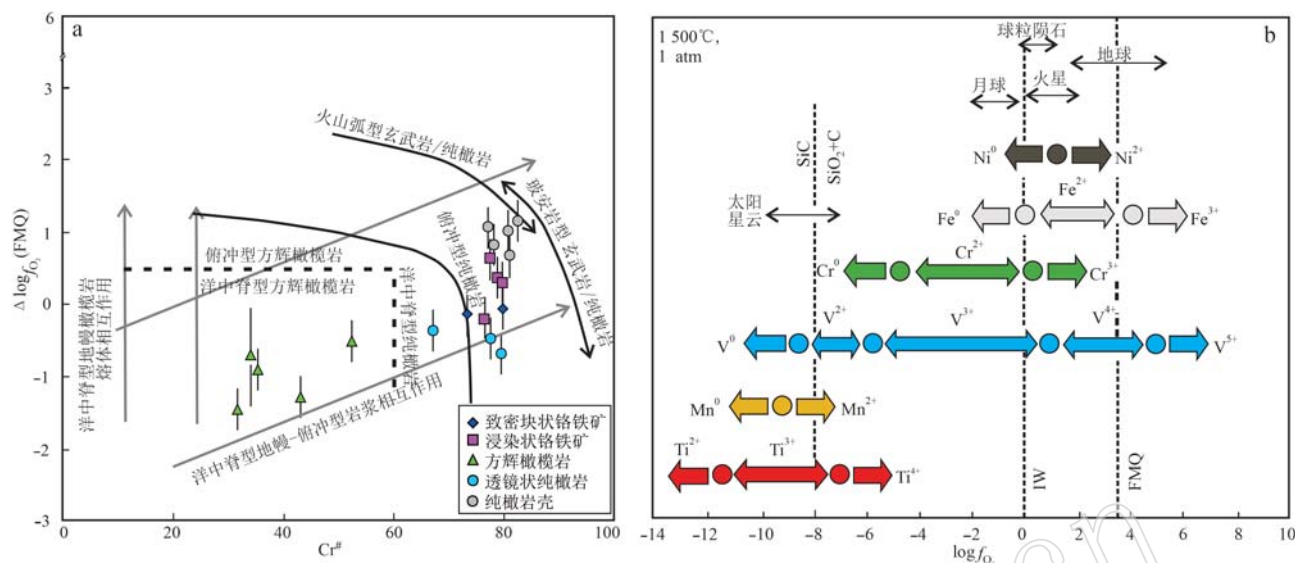 a
6
5
4
2
1
0
-1
-2
-3
Δ log fO₂ (FMQ)
0
20
40
60
80
100
Cr#
火山弧型玄武岩/纯橄岩
玻安岩型 玄武岩/纯橄岩
俯冲型纯橄岩
俯冲型方辉橄榄岩
洋中脊型方辉橄榄岩
洋中脊型纯橄岩
洋中脊型地幔橄榄岩
熔体相互作用
洋中脊型地幔-俯冲型岩浆相互作用
致密块状铬铁矿
浸染状铬铁矿
方辉橄榄岩
透镜状纯橄岩
纯橄岩壳
b
1 500℃,
1 atm
球粒陨石
地球
月球
火星
SiC
SiO₂+C
太阳
星云
Ni⁰
Ni²⁺
Fe⁰
Fe²⁺
Fe³⁺
Cr⁰
Cr²⁺
Cr³⁺
V⁰
V²⁺
V³⁺
V⁴⁺
V⁵⁺
Mn⁰
Mn²⁺
Ti²⁺
Ti³⁺
Ti⁴⁺
IW
FMQ
-14
-12
-10
-8
-6
-4
-2
0
2
4
6
8
10
log fO₂